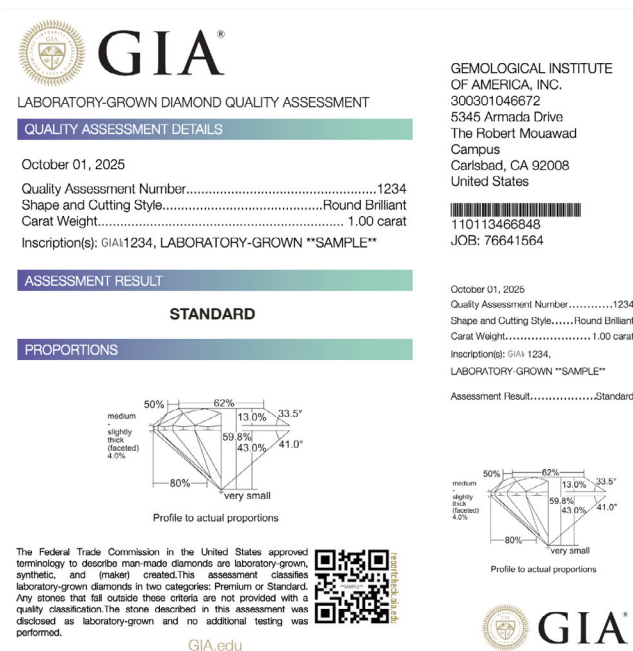 GIA®
LABORATORY-GROWN DIAMOND QUALITY ASSESSMENT
QUALITY ASSESSMENT DETAILS
October 01, 2025
Quality Assessment Number...............................................1234
Shape and Cutting Style.......................................Round Brilliant
Carat Weight............................................................ 1.00 carat
Inscription(s): GIA 1234, LABORATORY-GROWN **SAMPLE**
ASSESSMENT RESULT
STANDARD
PROPORTIONS
50%
62%
13.0%
33.5°
medium
-
slightly
thick
(faceted)
4.0%
59.8%
43.0%
41.0°
80%
very small
Profile to actual proportions
The Federal Trade Commission in the United States approved
terminology to describe man-made diamonds are laboratory-grown,
synthetic, and (maker) created.This assessment classifies
laboratory-grown diamonds in two categories: Premium or Standard.
Any stones that fall outside these criteria are not provided with a
quality classification.The stone described in this assessment was
disclosed as laboratory-grown and no additional testing was
performed.
**SAMPLE**
reportcheck.gia.edu
GIA.edu
GEMOLOGICAL INSTITUTE
OF AMERICA, INC.
300301046672
5345 Armada Drive
The Robert Mouawad
Campus
Carlsbad, CA 92008
United States
110113466848
JOB: 76641564
October 01, 2025
Quality Assessment Number............1234
Shape and Cutting Style......Round Brilliant
Carat Weight........................1.00 carat
Inscription(s): GIA 1234,
LABORATORY-GROWN **SAMPLE**
Assessment Result..................Standard
50%
62%
13.0%
33.5°
medium
-
slightly
thick
(faceted)
4.0%
59.8%
43.0%
41.0°
80%
very small
Profile to actual proportions
GIA®